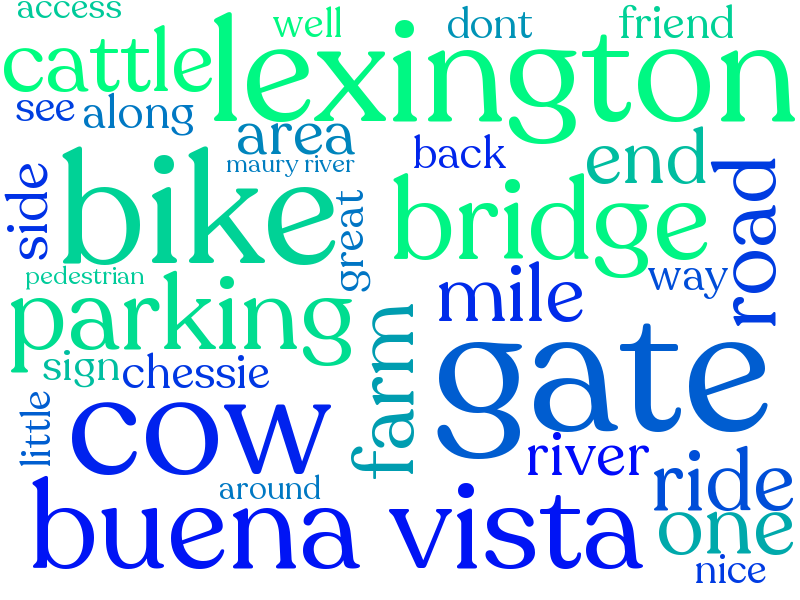 access
well
dont
friend
cattle
lexington
see
along
area
maury river
back
end
side
bike
great
bridge
road
pedestrian
way
parking
mile
sign
chessie
farm
gate
little
cow
river
around
ride
buena vista
one
nice